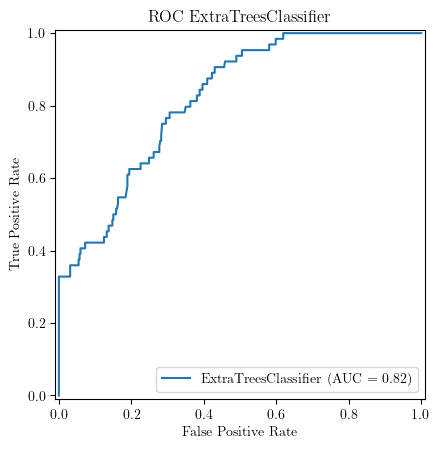 ROC ExtraTreesClassifier
1.0
0.8
0.6
0.4
0.2
0.0
True Positive Rate
ExtraTreesClassifier (AUC = 0.82)
0.0 0.2 0.4 0.6 0.8 1.0
False Positive Rate